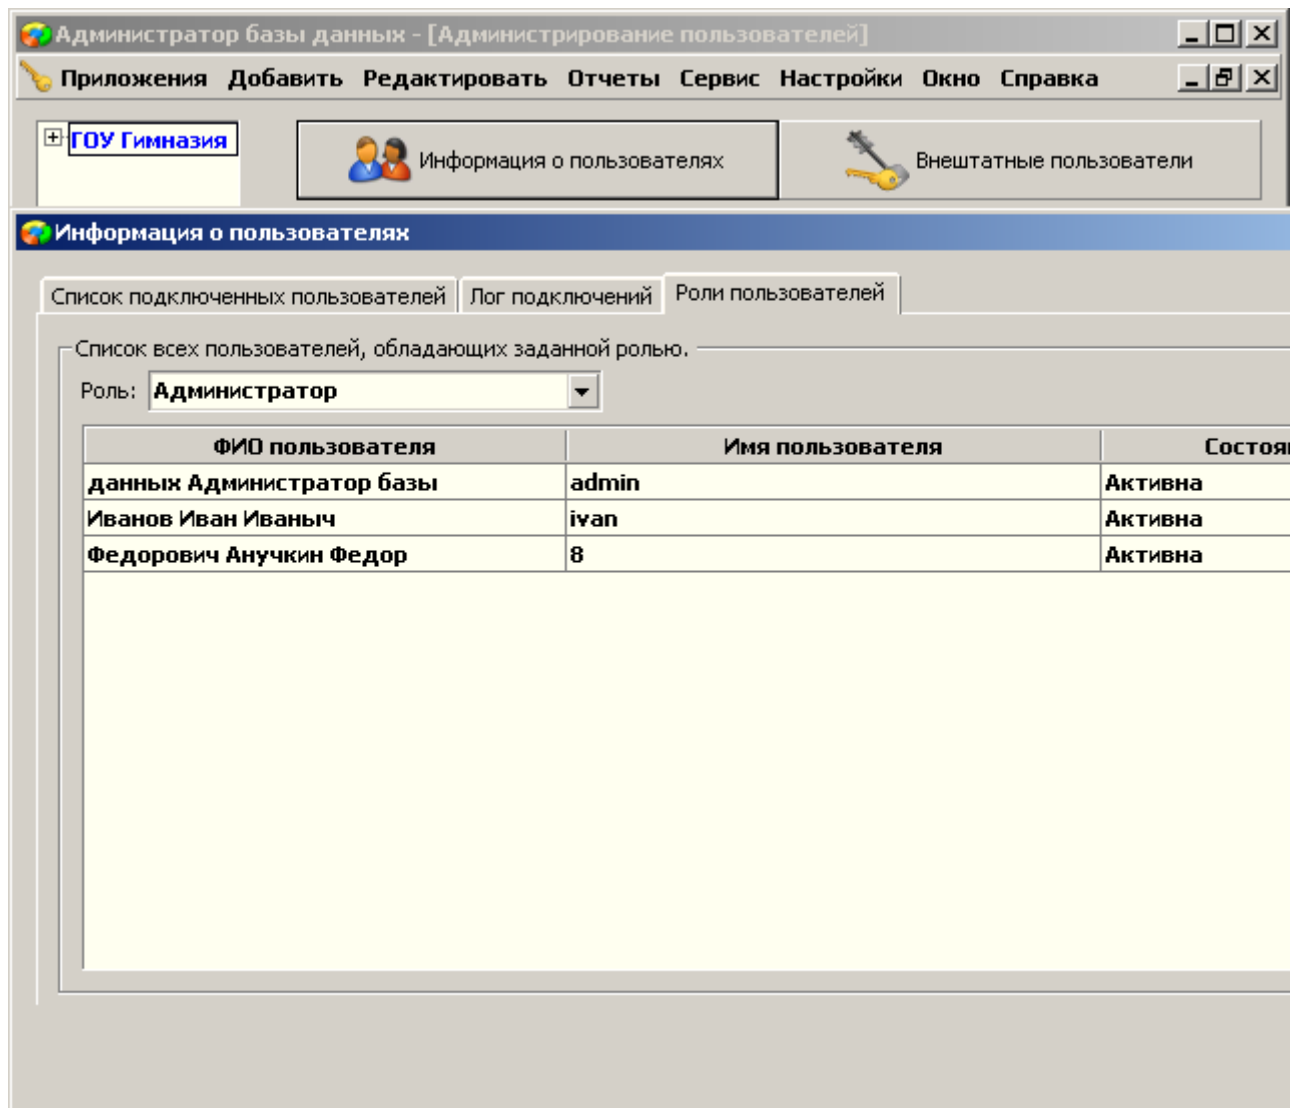 Администратор базы данных - [Администрирование пользователей]
Приложения Добавить Редактировать Отчеты Сервис Настройки Окно Справка
ГОУ Гимназия
Информация о пользователях Внештатные пользователи
Информация о пользователях
Список подключенных пользователей Лог подключений Роли пользователей
Список всех пользователей, обладающих заданной ролью.
Роль: Администратор
ФИО пользователя Имя пользователя Состоя
данных Администратор базы admin Активна
Иванов Иван Иваныч ivan Активна
Федорович Анучкин Федор 8 Активна